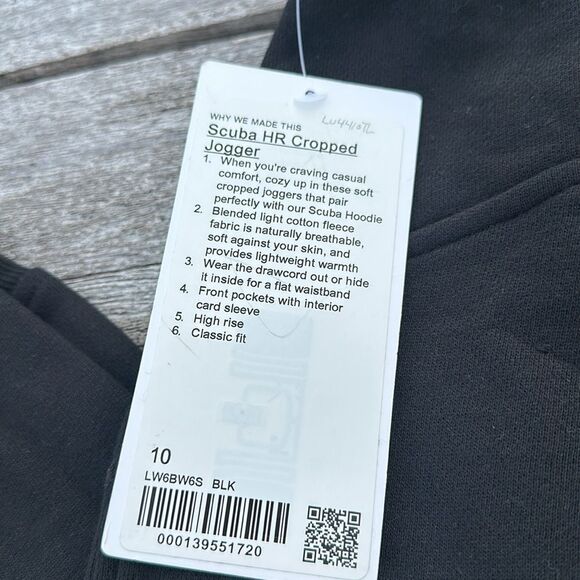 WHY WE MADE THIS
Scuba HR Cropped
Jogger
1. When you're craving casual
comfort, cozy up in these soft
cropped joggers that pair
perfectly with our Scuba Hoodie
2. Blended light cotton fleece
fabric is naturally breathable,
soft against your skin, and
provides lightweight warmth
3. Wear the drawcord out or hide
it inside for a flat waistband
4. Front pockets with interior
card sleeve
5. High rise
6. Classic fit
10
LW6BW6S BLK
000139551720